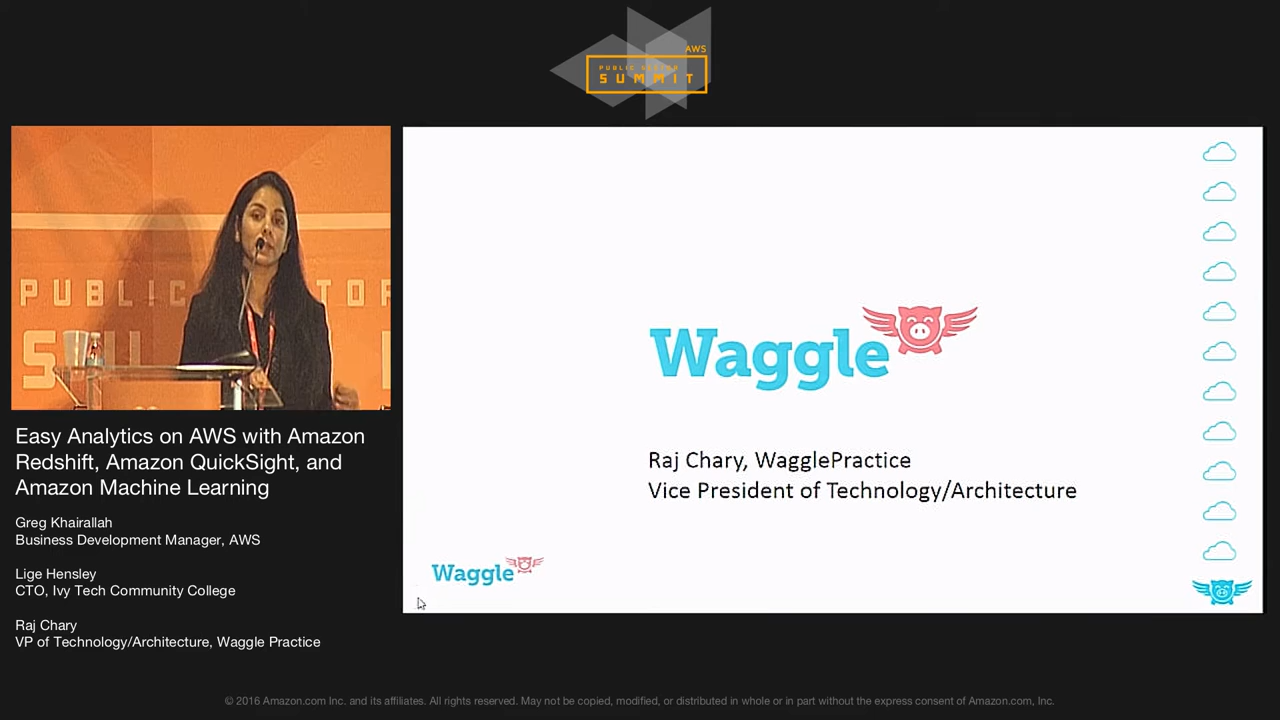 AWS
PUBLIC SECTOR
SUMMIT
PUBLIC
TOR
S
Easy Analytics on AWS with Amazon
Redshift, Amazon QuickSight, and
Amazon Machine Learning
Greg Khairallah
Business Development Manager, AWS
Lige Hensley
CTO, Ivy Tech Community College
Raj Chary
VP of Technology/Architecture, Waggle Practice
Waggle
Raj Chary, WagglePractice
Vice President of Technology/Architecture
Waggle
© 2016 Amazon.com Inc. and its affiliates. All rights reserved. May not be copied, modified, or distributed in whole or in part without the express consent of Amazon.com, Inc.